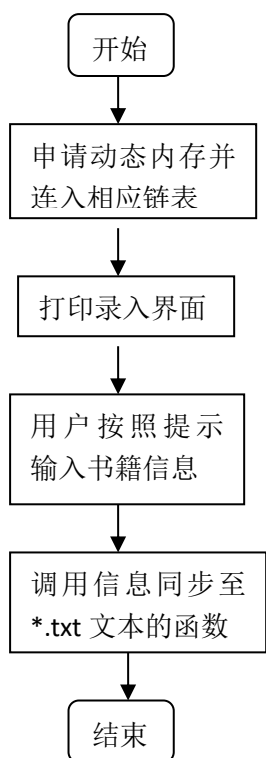 开始
申请动态内存并
连入相应链表
打印录入界面
用户按照提示
输入书籍信息
调用信息同步至
*.txt 文本的函数
结束